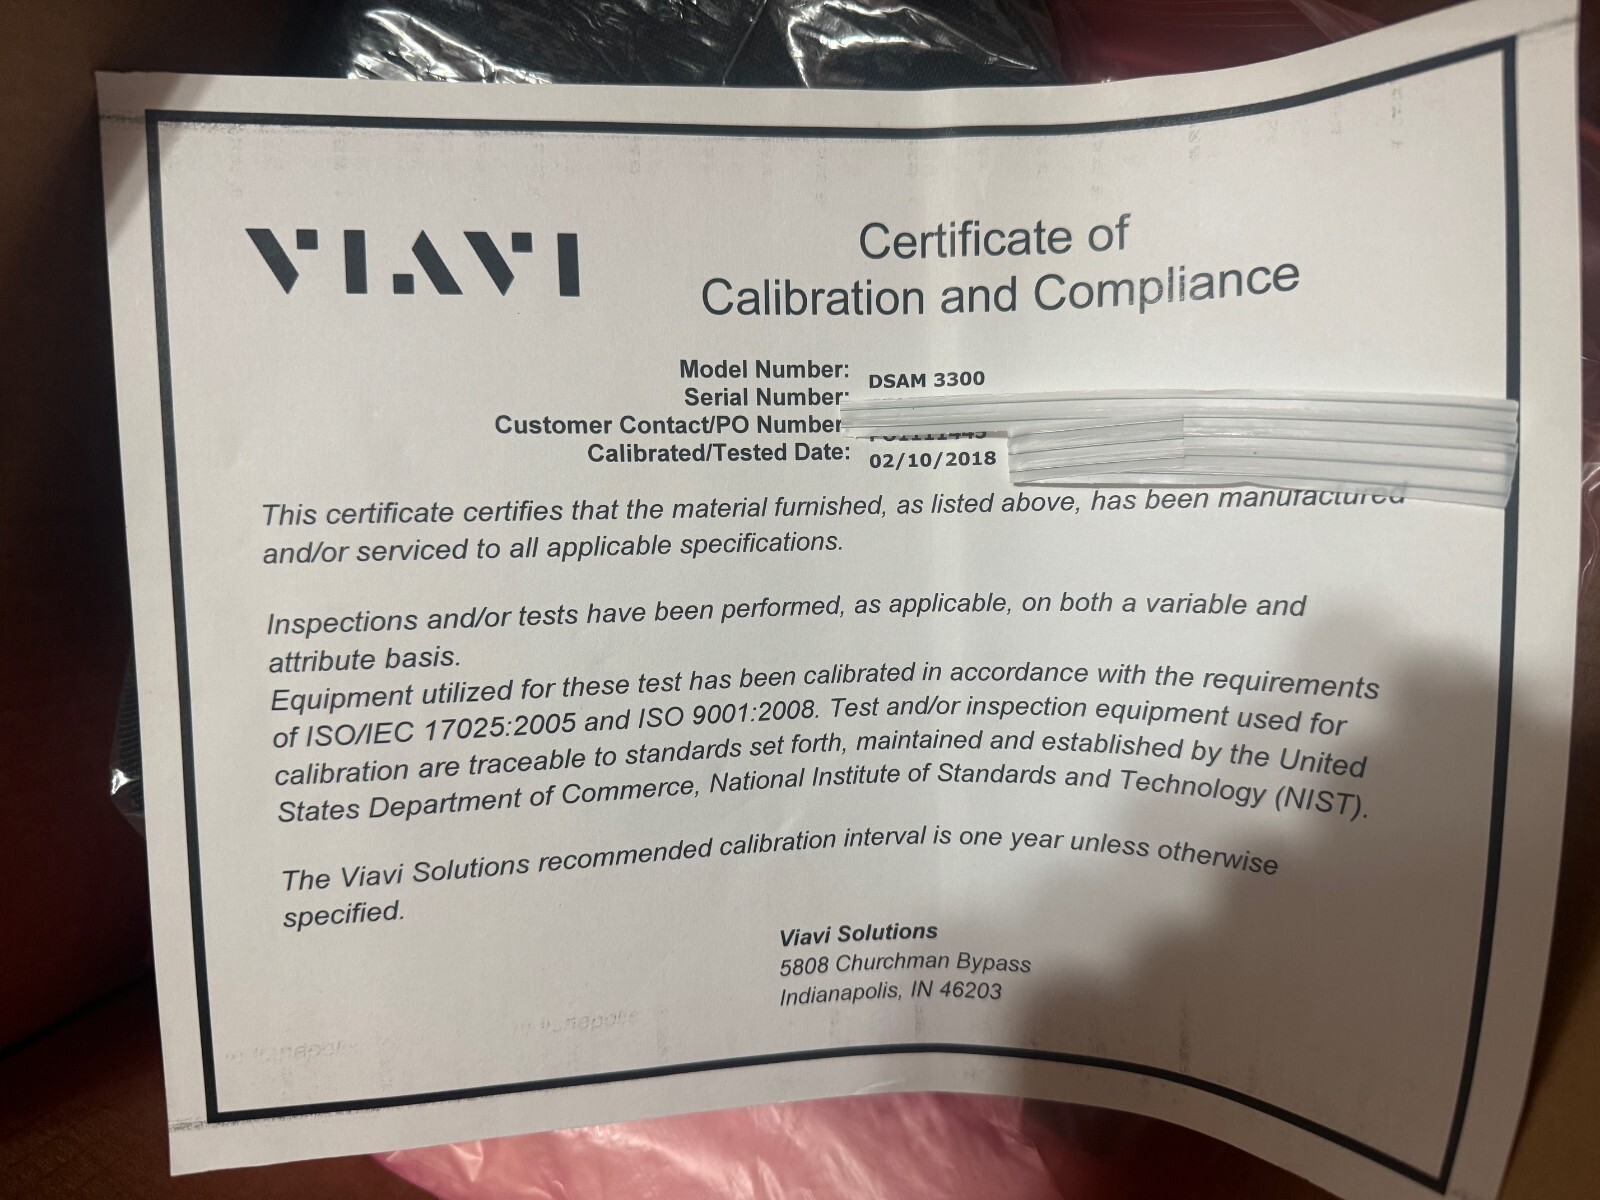 VIAVI
Certificate of
Calibration and Compliance
Model Number: DSAM 3300
Serial Number:
Customer Contact/PO Number
Calibrated/Tested Date: 02/10/2018
This certificate certifies that the material furnished, as listed above, has been manufactured
and/or serviced to all applicable specifications.
Inspections and/or tests have been performed, as applicable, on both a variable and
attribute basis.
Equipment utilized for these test has been calibrated in accordance with the requirements
of ISO/IEC 17025:2005 and ISO 9001:2008. Test and/or inspection equipment used for
calibration are traceable to standards set forth, maintained and established by the United
States Department of Commerce, National Institute of Standards and Technology (NIST).
The Viavi Solutions recommended calibration interval is one year unless otherwise
specified.
Viavi Solutions
5808 Churchman Bypass
Indianapolis, IN 46203